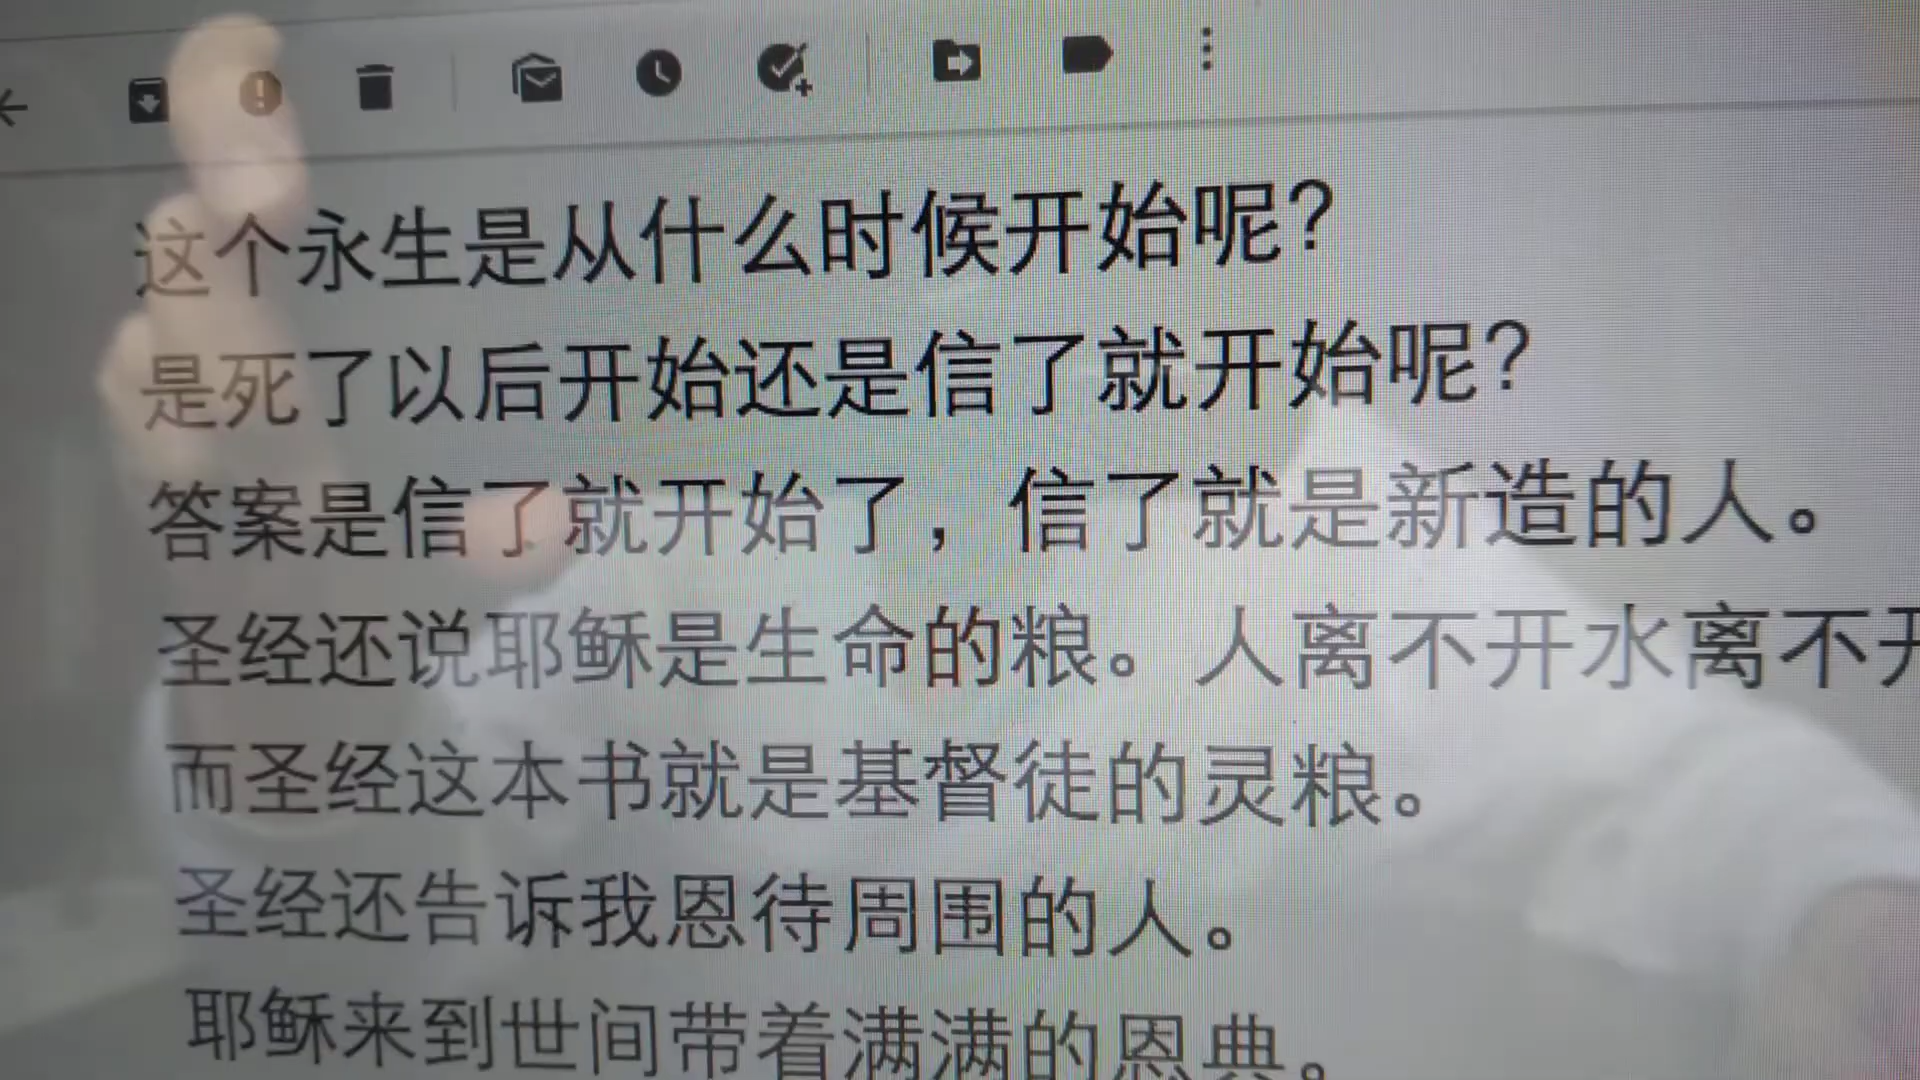 这个永生是从什么时候开始呢？
是死了以后开始还是信了就开始呢？
答案是信了就开始了，信了就是新造的人。
圣经还说耶稣是生命的粮。人离不开水离不开
而圣经这本书就是基督徒的灵粮。
圣经还告诉我恩待周围的人。
耶稣来到世间带着满满的恩典。